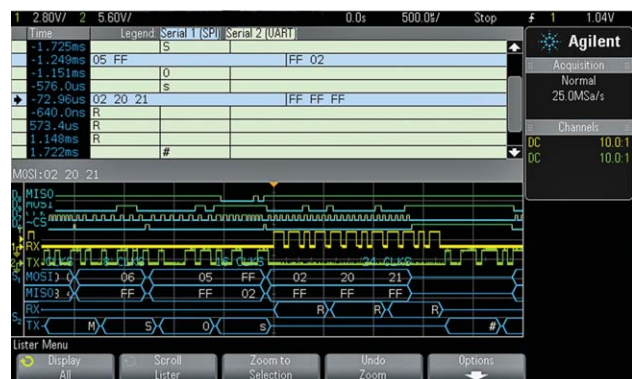 1 2.80V/ 2 5.60V/ 0.0s 500.0§/ Stop 1 1.04V
Time Legend: Serial 1 (SPI) Serial 2 (UART)
-1.725ms S
-1.249ms 05 FF FF 02
-1.151ms 0
-576.0us s
-72.96us 02 20 21 FF FF FF
-640.0ns R
573.4us R
1.148ms R
1.722ms #
MOSI:02 20 21
Agilent
Acquisition
Normal
25.0MSa/s
Channels
DC 10.0:1
DC 10.0:1
MISO
MOSI
~CS
RX
TX
MOSI 06 05 FF 02 20 21
MISO FF FF 02 FF FF FF
RX R R R
TX M S 0 s #
Lister Menu
Display All
Scroll Lister
Zoom to Selection
Undo Zoom
Options